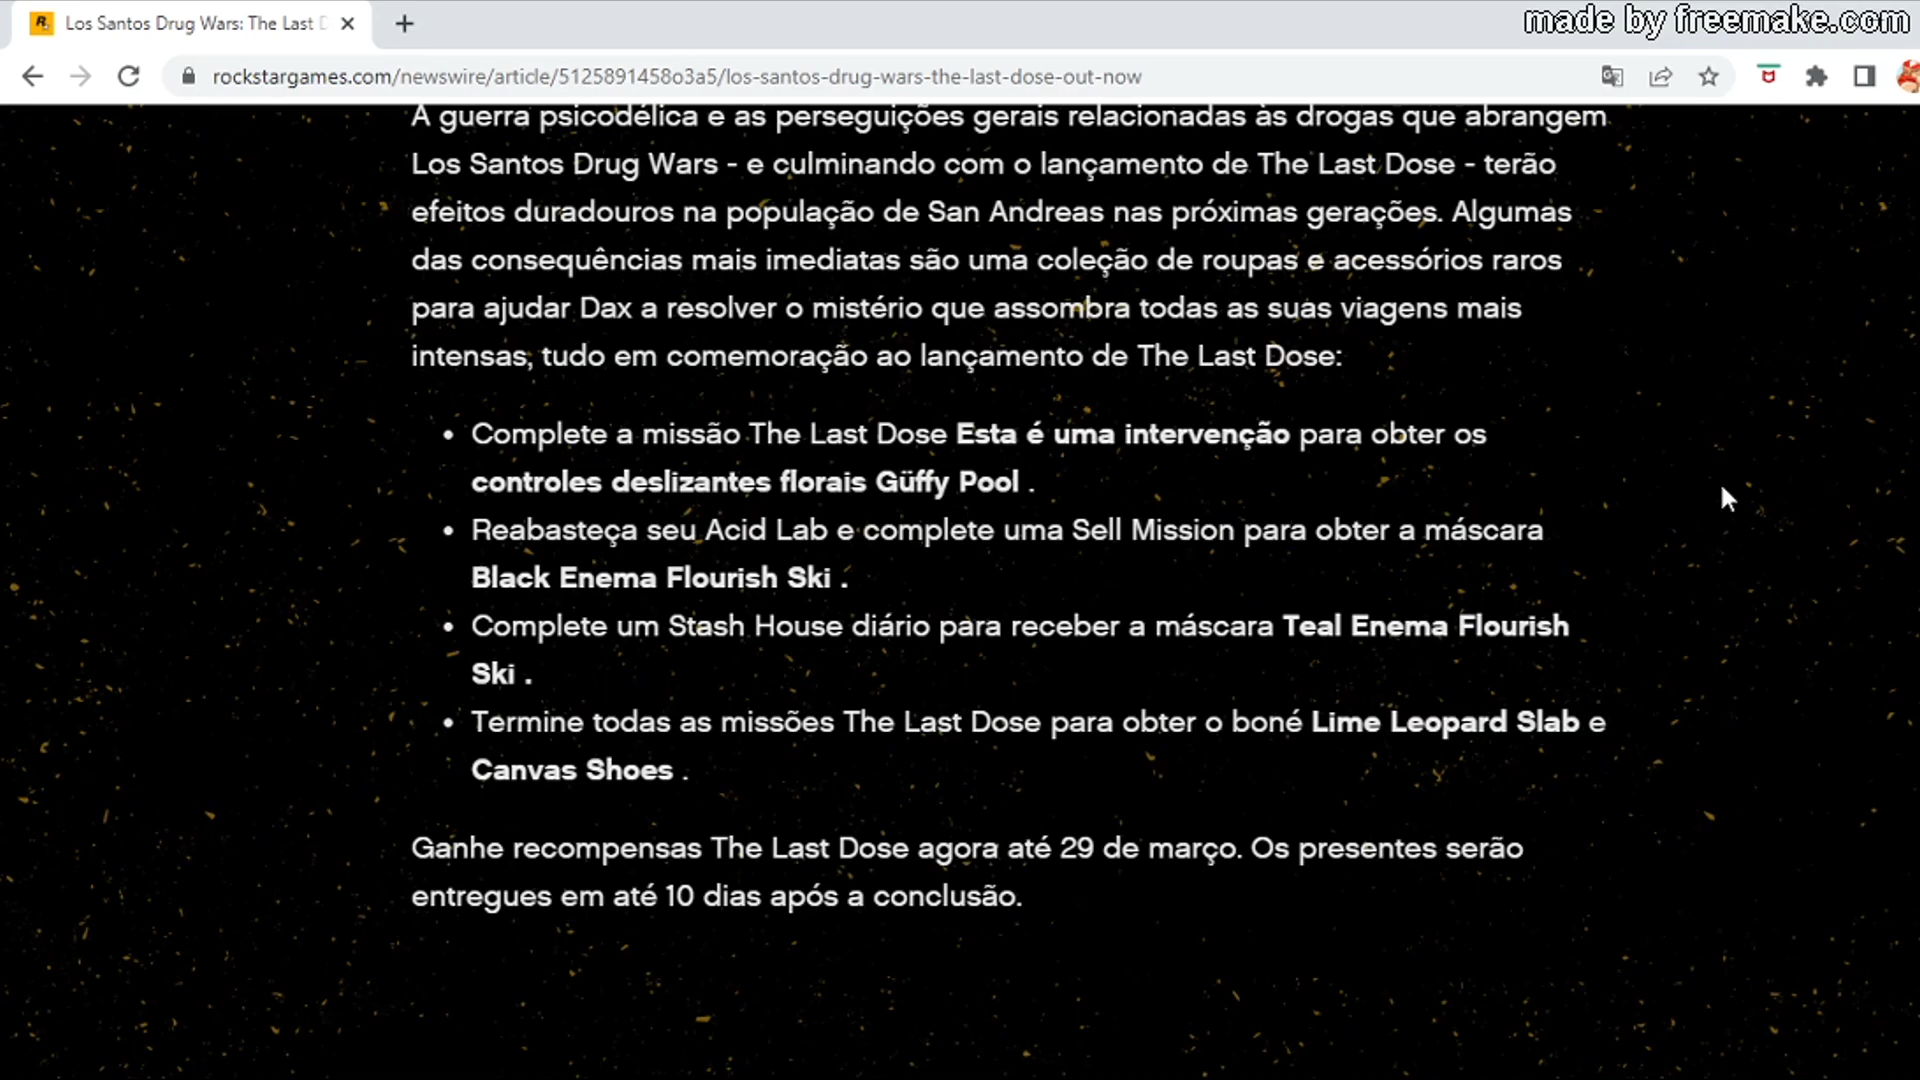 Los Santos Drug Wars: The Last D
made by freemake.com
rockstargames.com/newswire/article/5125891458o3a5/los-santos-drug-wars-the-last-dose-out-now
A guerra psicodélica e as perseguições gerais relacionadas às drogas que abrangem
Los Santos Drug Wars - e culminando com o lançamento de The Last Dose - terão
efeitos duradouros na população de San Andreas nas próximas gerações. Algumas
das consequências mais imediatas são uma coleção de roupas e acessórios raros
para ajudar Dax a resolver o mistério que assombra todas as suas viagens mais
intensas, tudo em comemoração ao lançamento de The Last Dose:
• Complete a missão The Last Dose Esta é uma intervenção para obter os
controles deslizantes florais Güffy Pool .
• Reabasteça seu Acid Lab e complete uma Sell Mission para obter a máscara
Black Enema Flourish Ski .
• Complete um Stash House diário para receber a máscara Teal Enema Flourish
Ski .
• Termine todas as missões The Last Dose para obter o boné Lime Leopard Slab e
Canvas Shoes .
Ganhe recompensas The Last Dose agora até 29 de março. Os presentes serão
entregues em até 10 dias após a conclusão.